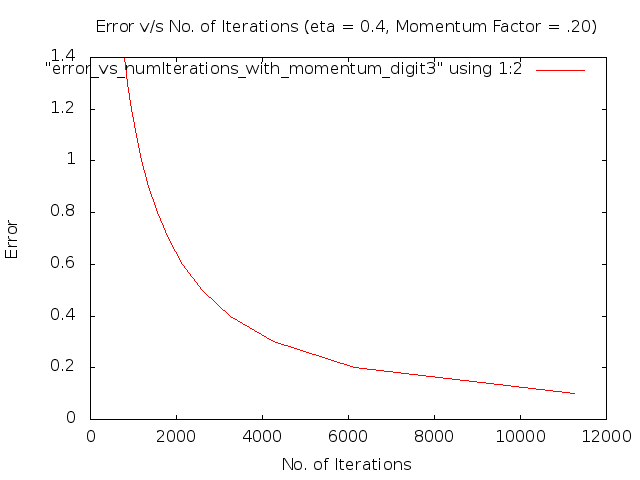 Error v/s No. of Iterations (eta = 0.4, Momentum Factor = .20)
"error_vs_numIterations_with_momentum_digit3" using 1:2
1.4
1.2
1
0.8
0.6
0.4
0.2
0
Error
0 2000 4000 6000 8000 10000 12000
No. of Iterations